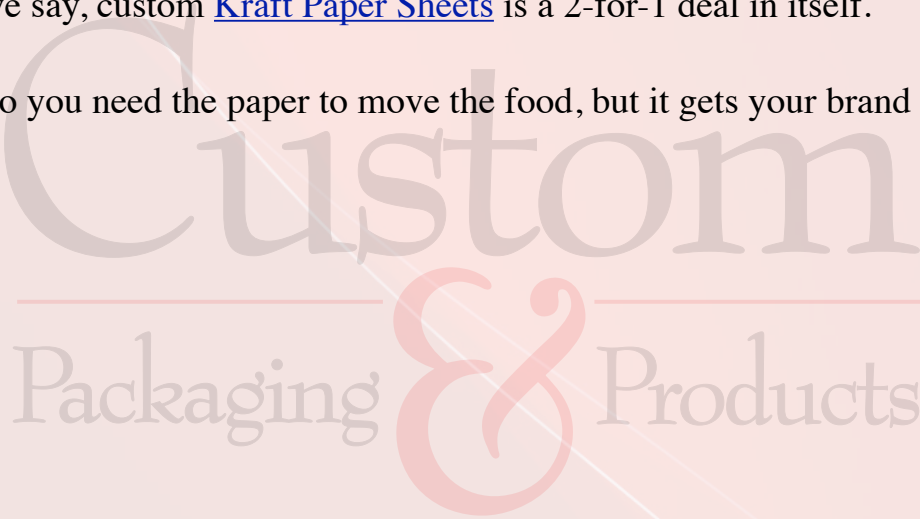 say, custom Kraft Paper Sheets is a 2-for-1 deal in itself.
you need the paper to move the food, but it gets your brand
Custom
&
Packaging Products